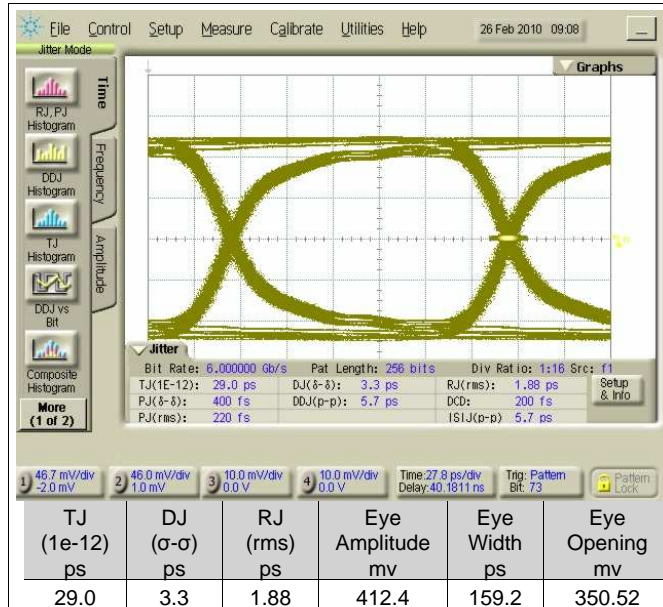 File Control Setup Measure Calibrate Utilities Help 26 Feb 2010 09:08
Jitter Mode
Graphs
Time
Frequency
Amplitude
RJ, PJ
Histogram
DDJ
Histogram
TJ
Histogram
DDJ vs
Bit
Composite
Histogram
More
(1 of 2)
Jitter
Bit Rate: 6.000000 Gb/s Pat Length: 256 bits Div Ratio: 1:16 Src: f1
TJ(1E-12): 29.0 ps DJ(δ-δ): 3.3 ps RJ(rms): 1.88 ps
PJ(δ-δ): 400 fs DDJ(p-p): 5.7 ps DCD: 200 fs
PJ(rms): 220 fs ISIJ(p-p) 5.7 ps
Setup
& Info
1) 46.7 mV/div
-2.0 mV
2) 46.0 mV/div
1.0 mV
3) 10.0 mV/div
0.0 V
4) 10.0 mV/div
0.0 V
Time:27.8 ps/div
Delay:40.1811 ns
Trig: Pattern
Bit: 73
Pattern
Lock
TJ
(1e-12)
ps
DJ
(σ-σ)
ps
RJ
(rms)
ps
Eye
Amplitude
mv
Eye
Width
ps
Eye
Opening
mv
29.0 3.3 1.88 412.4 159.2 350.52